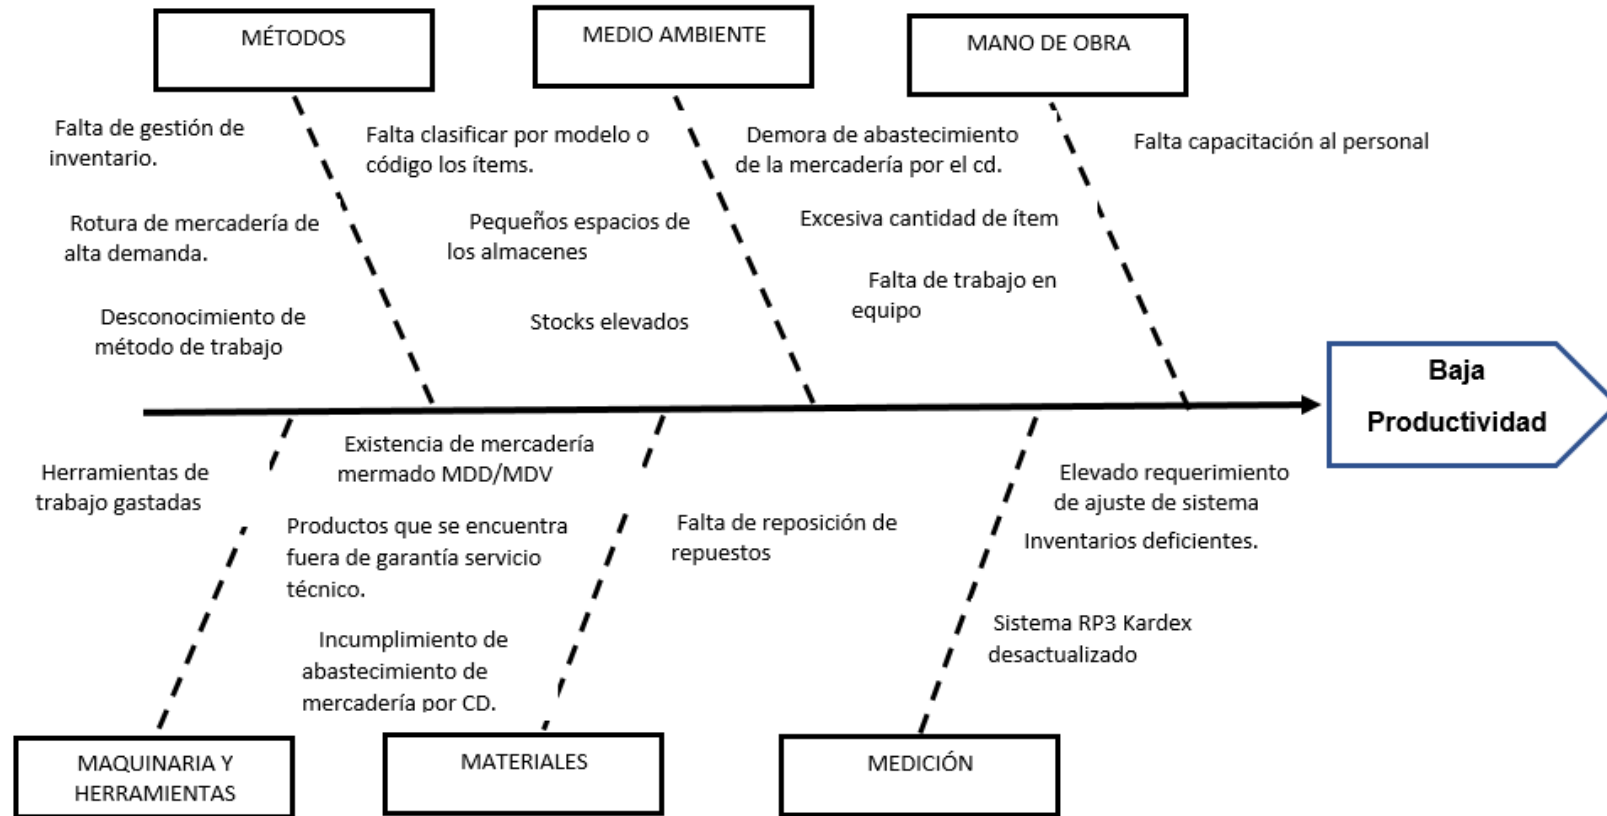 MÉTODOS
MEDIO AMBIENTE
MANO DE OBRA
Falta de gestión de
inventario.
Rotura de mercadería de
alta demanda.
Desconocimiento de
método de trabajo
Falta clasificar por modelo o
código los ítems.
Pequeños espacios de
los almacenes
Stocks elevados
Demora de abastecimiento
de la mercadería por el cd.
Excesiva cantidad de ítem
Falta de trabajo en
equipo
Falta capacitación al personal
Baja
Productividad
Herramientas de
trabajo gastadas
Existencia de mercadería
mermado MDD/MDV
Productos que se encuentra
fuera de garantía servicio
técnico.
Incumplimiento de
abastecimiento de
mercadería por CD.
Falta de reposición de
repuestos
Elevado requerimiento
de ajuste de sistema
Inventarios deficientes.
Sistema RP3 Kardex
desactualizado
MAQUINARIA Y
HERRAMIENTAS
MATERIALES
MEDICIÓN